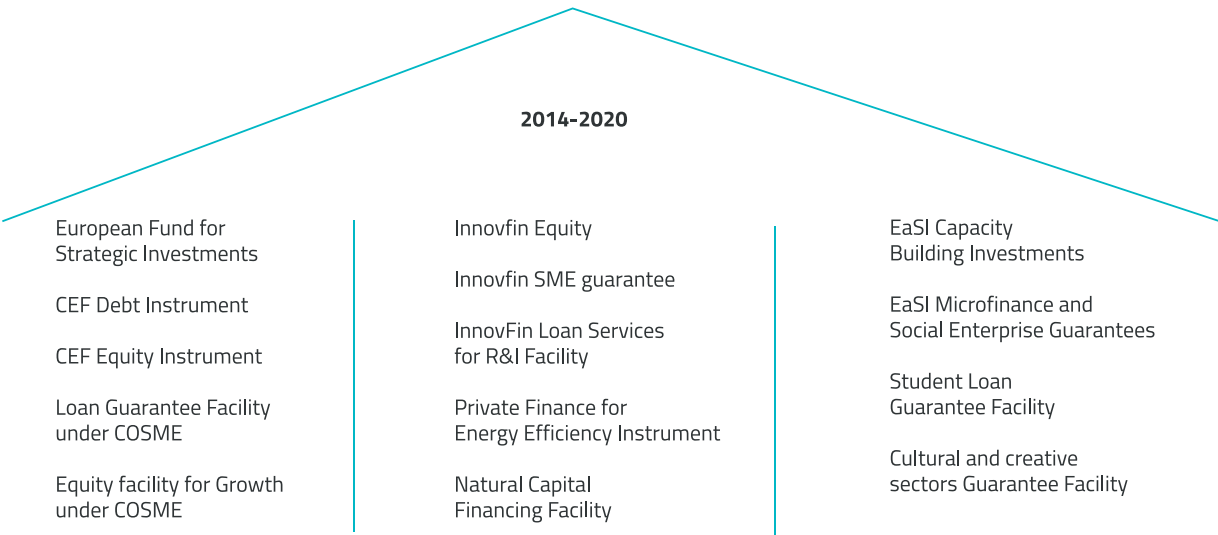 2014-2020
European Fund for
Strategic Investments
CEF Debt Instrument
CEF Equity Instrument
Loan Guarantee Facility
under COSME
Equity facility for Growth
under COSME
Innovfin Equity
Innovfin SME guarantee
InnovFin Loan Services
for R&I Facility
Private Finance for
Energy Efficiency Instrument
Natural Capital
Financing Facility
EaSI Capacity
Building Investments
EaSI Microfinance and
Social Enterprise Guarantees
Student Loan
Guarantee Facility
Cultural and creative
sectors Guarantee Facility